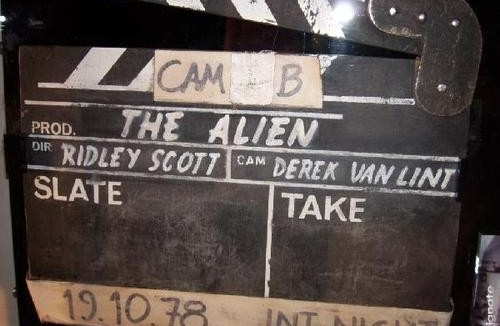 CAM B
PROD. THE ALIEN
DIR RIDLEY SCOTT CAM DEREK VAN LINT
SLATE TAKE
19.10.78 INT NIGHT